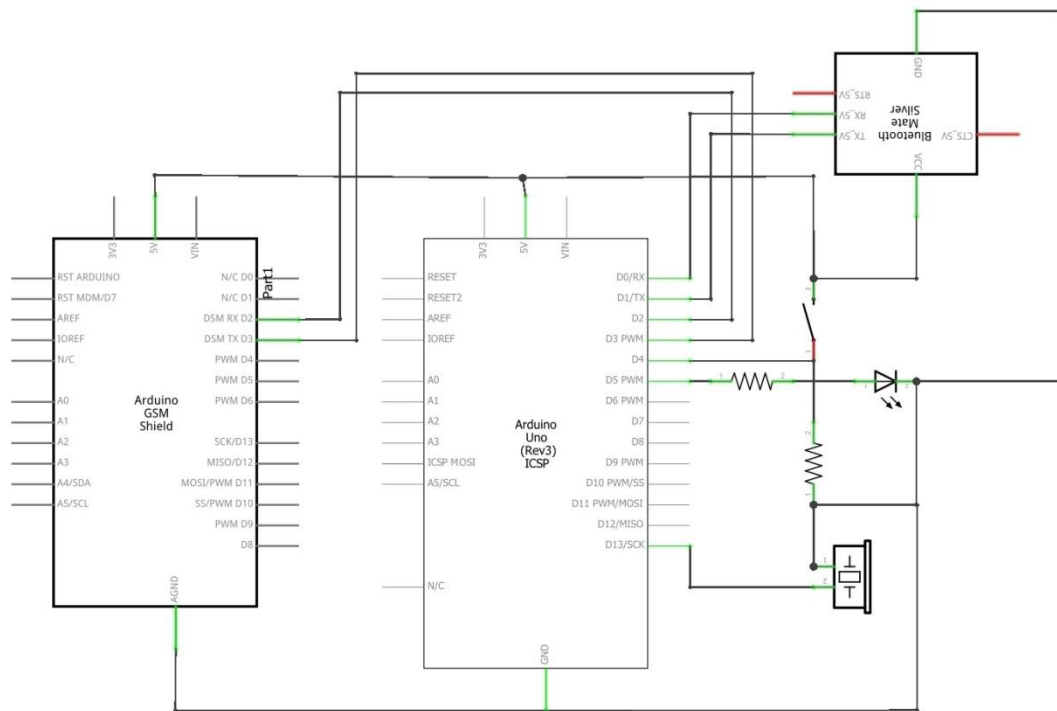 GND
RTS_5V
RX_5V
TX_5V
CTS_5V
VCC
Bluetooth
Mate
Silver
3V3
5V
VIN
RST ARDUINO
RST MDM/D7
AREF
IOREF
N/C
A0
A1
A2
A3
A4/SDA
A5/SCL
N/C D0
N/C D1
DSM RX D2
DSM TX D3
PWM D4
PWM D5
PWM D6
SCK/D13
MISO/D12
MOSI/PWM D11
SS/PWM D10
PWM D9
D8
AGND
Part1
Arduino
GSM
Shield
3V3
5V
VIN
RESET
RESET2
AREF
IOREF
A0
A1
A2
A3
ICSP MOSI
A5/SCL
N/C
D0/RX
D1/TX
D2
D3 PWM
D4
D5 PWM
D6 PWM
D7
D8
D9 PWM
D10 PWM/SS
D11 PWM/MOSI
D12/MISO
D13/SCK
GND
Arduino
Uno
(Rev3)
ICSP
2
1
1
2
1
2
2
1
1
2